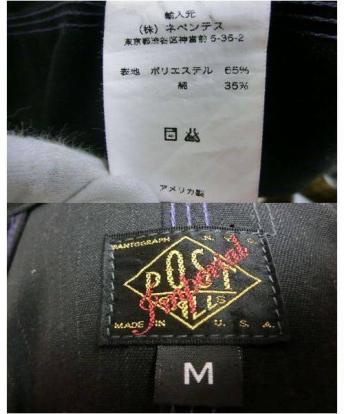 輸入元
(株) ネペンテス
東京都渋谷区神宮前 5-35-2
表地 ポリエステル 65%
綿 35%
アメリカ製
PANTOGRAPH N.Y.C.
POST
Imperial
ALLS
MADE IN U.S.A.
M